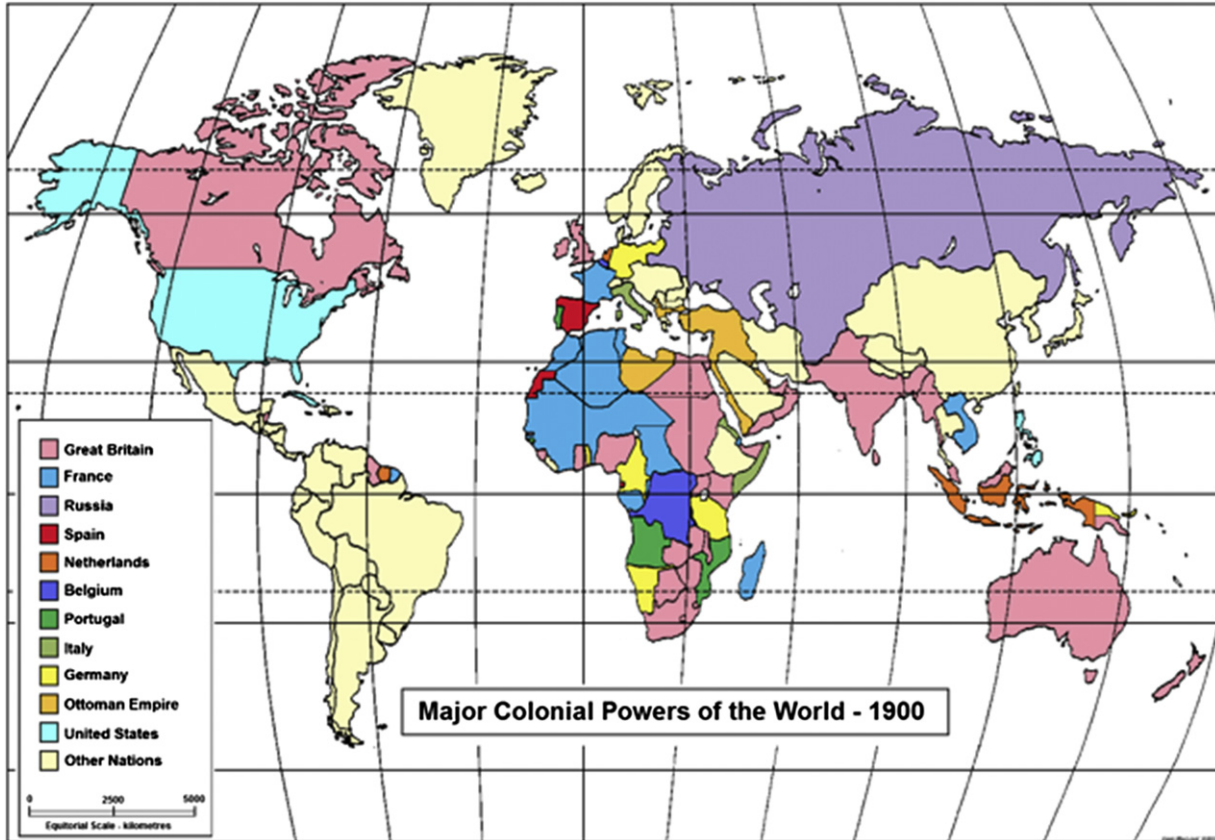 Great Britain
France
Russia
Spain
Netherlands
Belgium
Portugal
Italy
Germany
Ottoman Empire
United States
Other Nations
0 2500 5000
Equitorial Scale - kilometres
Major Colonial Powers of the World - 1900